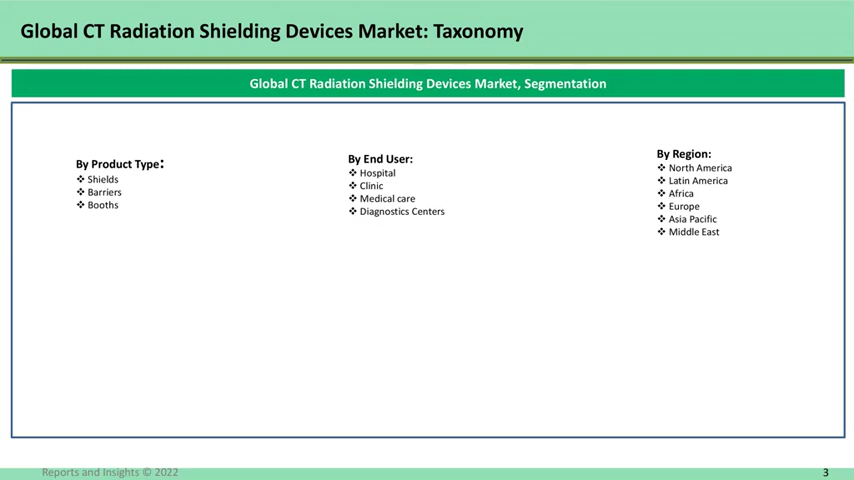 Global CT Radiation Shielding Devices Market: Taxonomy
Global CT Radiation Shielding Devices Market, Segmentation
By Product Type:
❖ Shields
❖ Barriers
❖ Booths
By End User:
❖ Hospital
❖ Clinic
❖ Medical care
❖ Diagnostics Centers
By Region:
❖ North America
❖ Latin America
❖ Africa
❖ Europe
❖ Asia Pacific
❖ Middle East
Reports and Insights © 2022
3